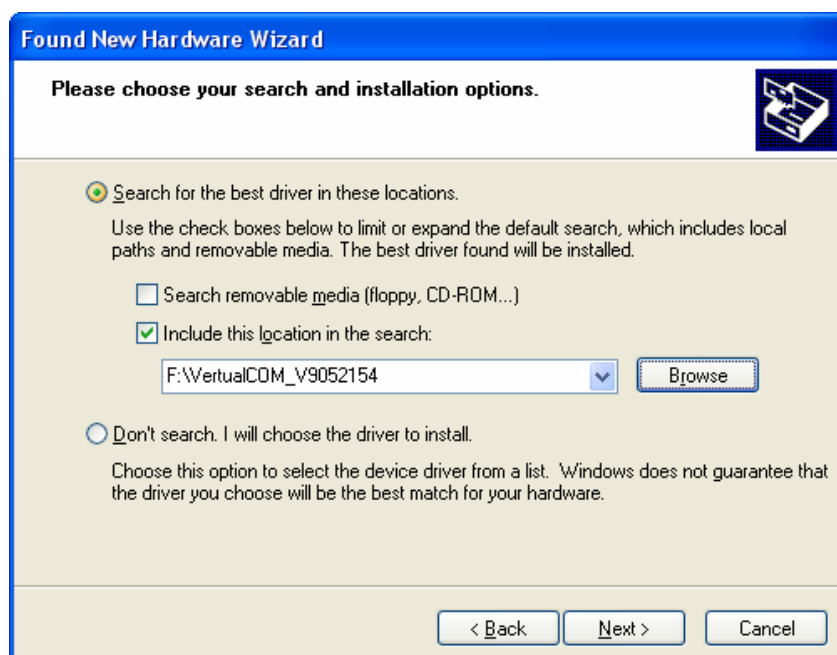 Found New Hardware Wizard
Please choose your search and installation options.
Search for the best driver in these locations.
Use the check boxes below to limit or expand the default search, which includes local
paths and removable media. The best driver found will be installed.
Search removable media (floppy, CD-ROM...)
Include this location in the search:
F:\VertualCOM_V9052154
Browse
Don't search. I will choose the driver to install.
Choose this option to select the device driver from a list.  Windows does not guarantee that
the driver you choose will be the best match for your hardware.
< Back Next > Cancel